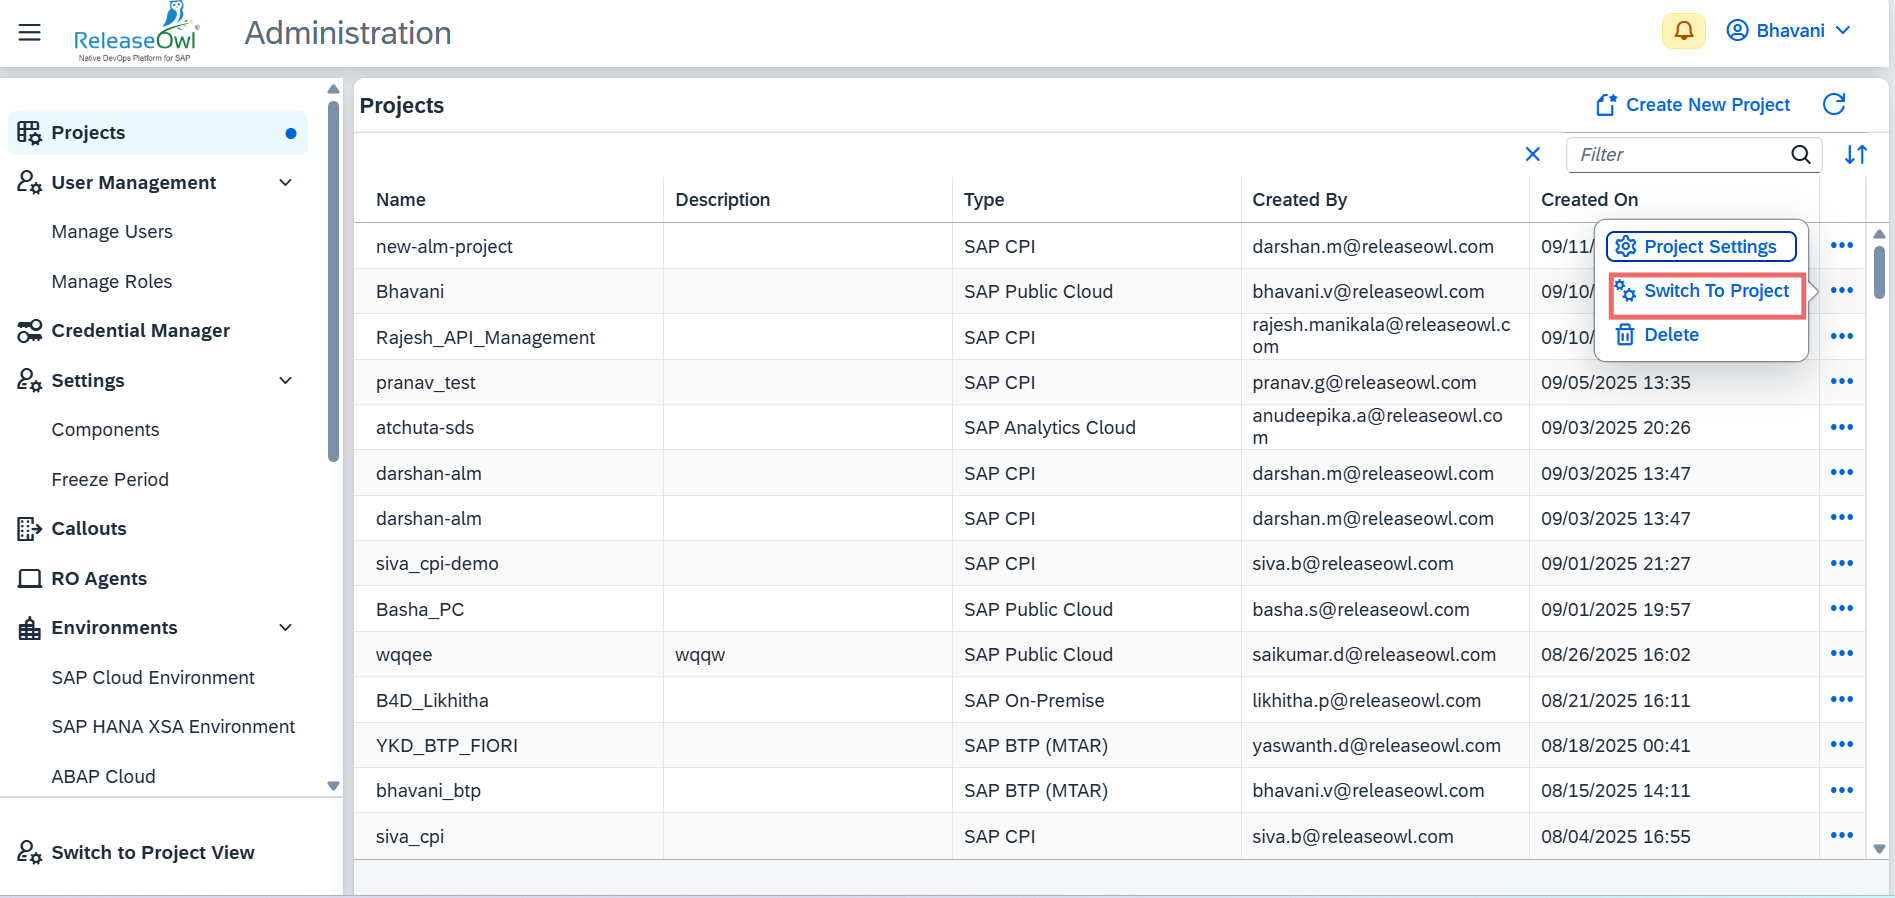 ReleaseOwl
Native DevOps Platform for SAP
Administration
Bhavani
Projects
User Management
Manage Users
Manage Roles
Credential Manager
Settings
Components
Freeze Period
Callouts
RO Agents
Environments
SAP Cloud Environment
SAP HANA XSA Environment
ABAP Cloud
Switch to Project View
Projects
Create New Project
Filter
Name Description Type Created By Created On
new-alm-project SAP CPI darshan.m@releaseowl.com 09/11/
Bhavani SAP Public Cloud bhavani.v@releaseowl.com 09/10/
Rajesh_API_Management SAP CPI rajesh.manikala@releaseowl.c
om 09/10/
Project Settings
Switch To Project
Delete
pranav_test SAP CPI pranav.g@releaseowl.com 09/05/2025 13:35
atchuta-sds SAP Analytics Cloud anudeepika.a@releaseowl.co
m 09/03/2025 20:26
darshan-alm SAP CPI darshan.m@releaseowl.com 09/03/2025 13:47
darshan-alm SAP CPI darshan.m@releaseowl.com 09/03/2025 13:47
siva_cpi-demo SAP CPI siva.b@releaseowl.com 09/01/2025 21:27
Basha_PC SAP Public Cloud basha.s@releaseowl.com 09/01/2025 19:57
wqqee wqqw SAP Public Cloud saikumar.d@releaseowl.com 08/26/2025 16:02
B4D_Likhitha SAP On-Premise likhitha.p@releaseowl.com 08/21/2025 16:11
YKD_BTP_FIORI SAP BTP (MTAR) yaswanth.d@releaseowl.com 08/18/2025 00:41
bhavani_btp SAP BTP (MTAR) bhavani.v@releaseowl.com 08/15/2025 14:11
siva_cpi SAP CPI siva.b@releaseowl.com 08/04/2025 16:55